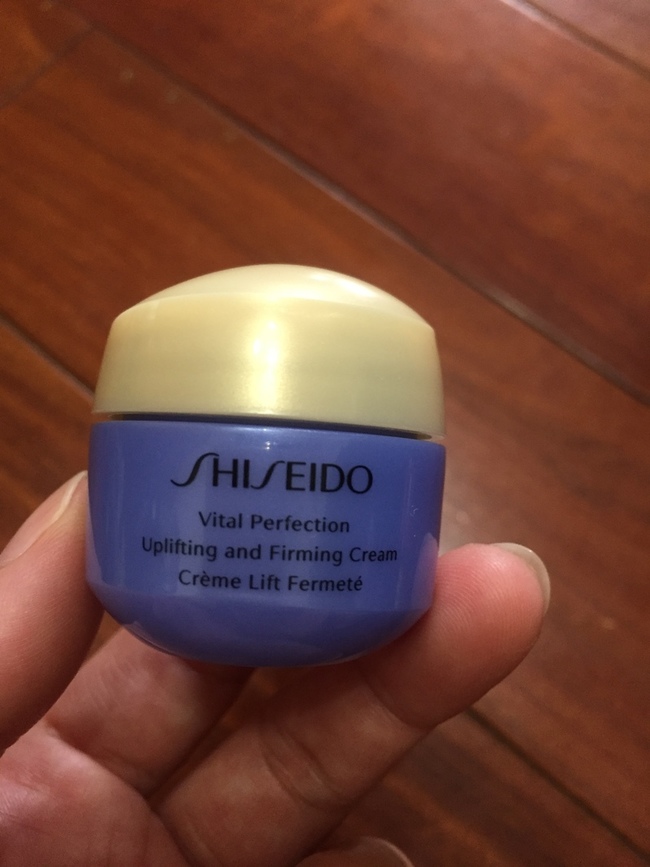 SHISEIDO
Vital Perfection
Uplifting and Firming Cream
Crème Lift Fermeté